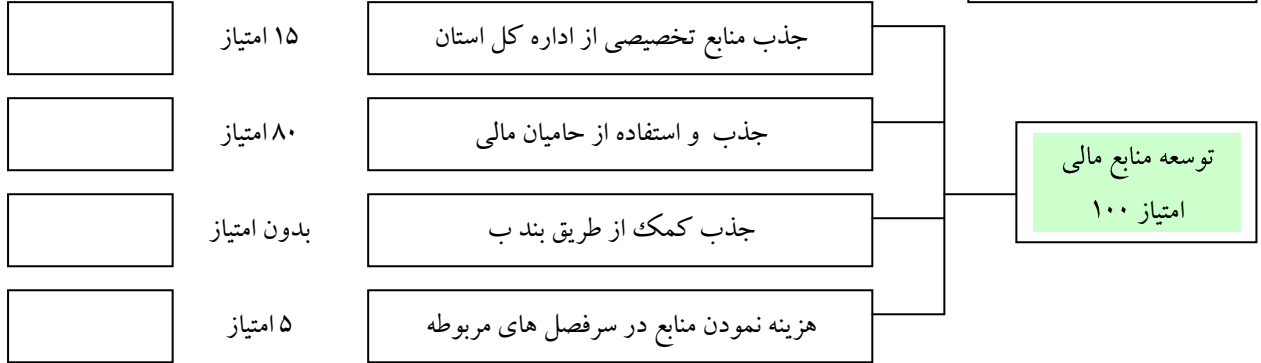 توسعه منابع مالی
امتیاز ۱۰۰
جذب منابع تخصیصی از اداره کل استان
۱۵ امتیاز
جذب و استفاده از حامیان مالی
۸۰ امتیاز
جذب کمک از طریق بند ب
بدون امتیاز
هزینه نمودن منابع در سرفصل های مربوطه
۵ امتیاز